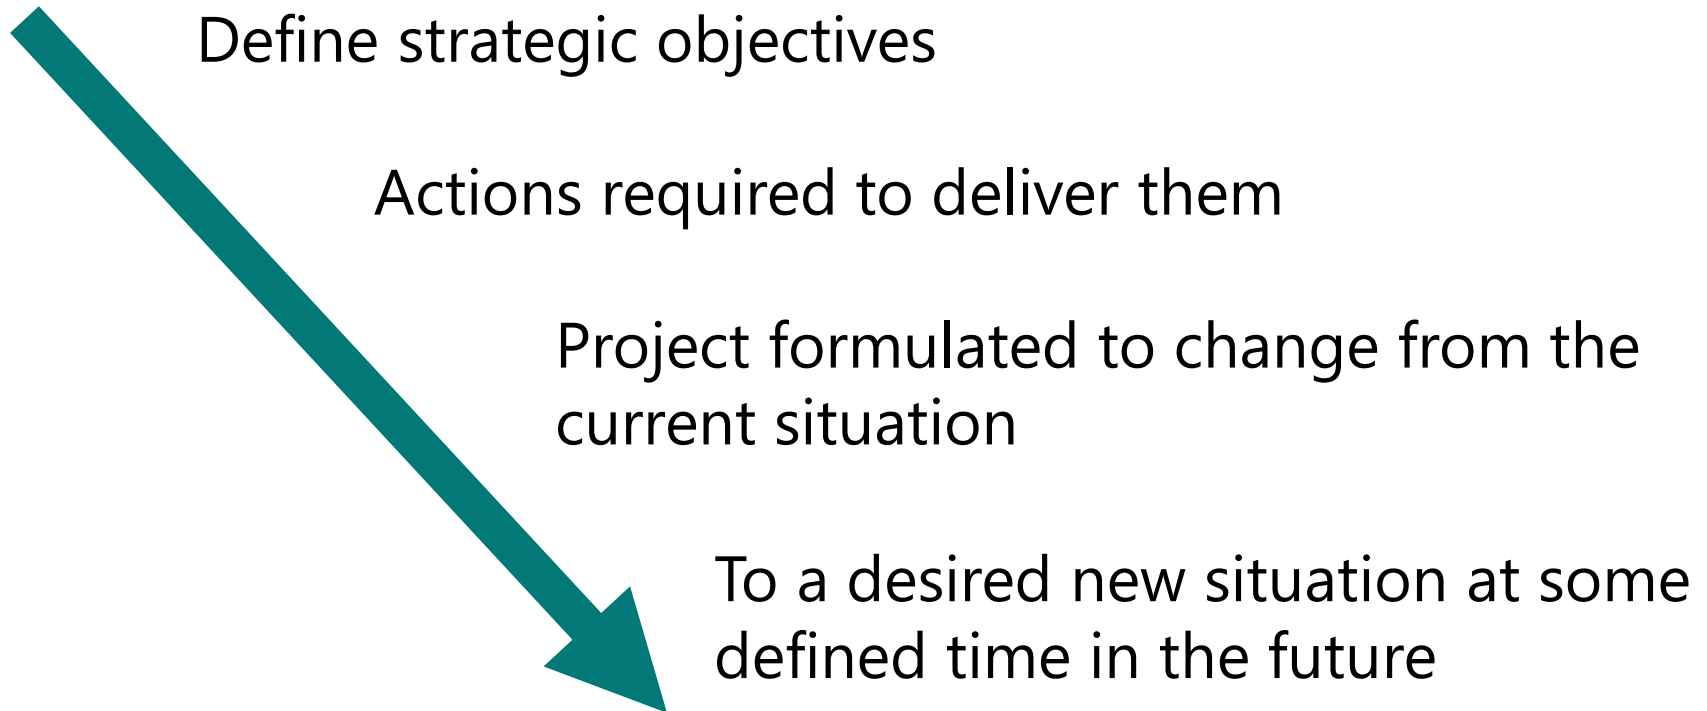 Define strategic objectives
Actions required to deliver them
Project formulated to change from the
current situation
To a desired new situation at some
defined time in the future